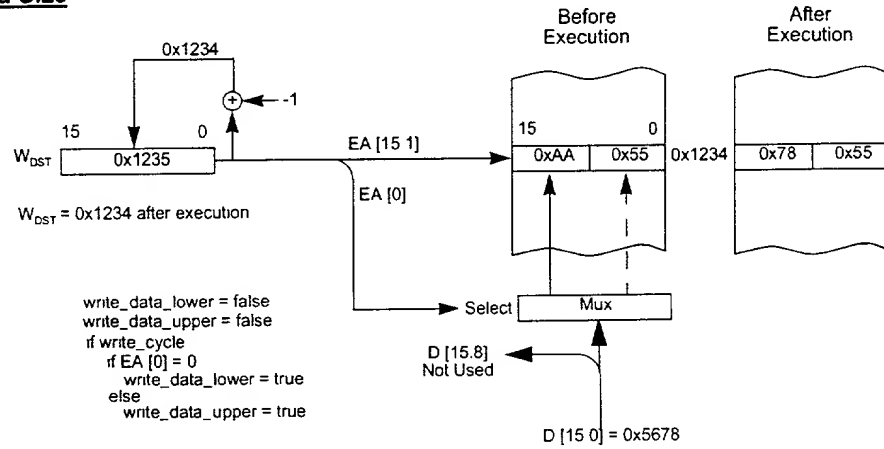 Before
Execution
After
Execution
0x1234
-1
15
0
W_DST
0x1235
EA [15 1]
EA [0]
15
0
0xAA
0x55
0x1234
0x78
0x55
W_DST = 0x1234 after execution
Select
Mux
write_data_lower = false
write_data_upper = false
if write_cycle
if EA [0] = 0
write_data_lower = true
else
write_data_upper = true
D [15.8]
Not Used
D [15 0] = 0x5678